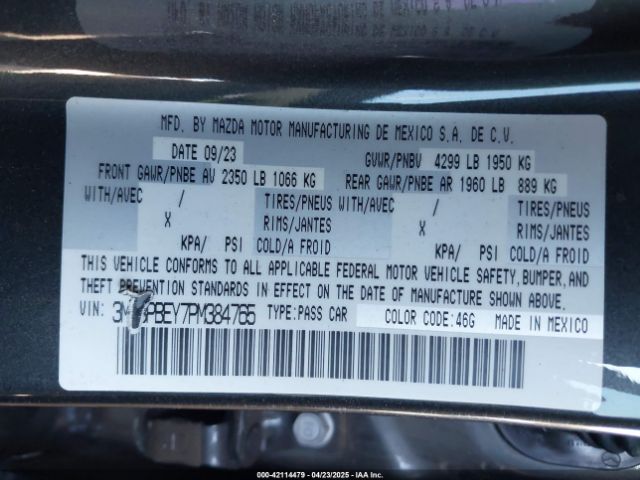 MFD. BY MAZDA MOTOR MANUFACTURING DE MEXICO S.A. DE C.V.
DATE 09/23 GVWR/PNBV 4299 LB 1950 KG
FRONT GAWR/PNBE AV 2350 LB 1066 KG REAR GAWR/PNBE AR 1960 LB 889 KG
WITH/AVEC / TIRES/PNEUS WITH/AVEC / TIRES/PNEUS
X RIMS/JANTES X RIMS/JANTES
KPA/ PSI COLD/A FROID KPA/ PSI COLD/A FROID
THIS VEHICLE CONFORMS TO ALL APPLICABLE FEDERAL MOTOR VEHICLE SAFETY, BUMPER, AND
THEFT PREVENTION STANDARDS IN EFFECT ON THE DATE OF MANUFACTURE SHOWN ABOVE.
VIN: TYPE:PASS CAR COLOR CODE:46G MADE IN MEXICO
000-42114479 - 04/23/2025 - IAA Inc.